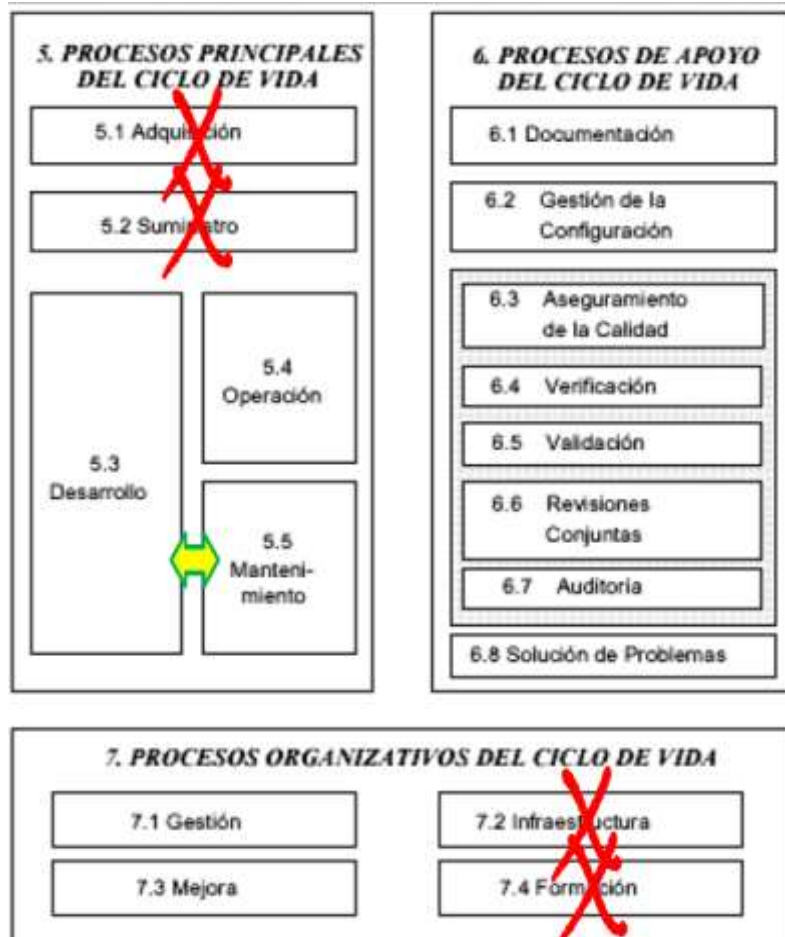 5. PROCESOS PRINCIPALES
DEL CICLO DE VIDA
5.1 Adquisición
5.2 Suministro
5.3
Desarrollo
5.4
Operación
5.5
Manteni-
miento
6. PROCESOS DE APOYO
DEL CICLO DE VIDA
6.1 Documentación
6.2 Gestión de la
Configuración
6.3 Aseguramiento
de la Calidad
6.4 Verificación
6.5 Validación
6.6 Revisiones
Conjuntas
6.7 Auditoria
6.8 Solución de Problemas
7. PROCESOS ORGANIZATIVOS DEL CICLO DE VIDA
7.1 Gestión
7.2 Infraestructura
7.3 Mejora
7.4 Formación